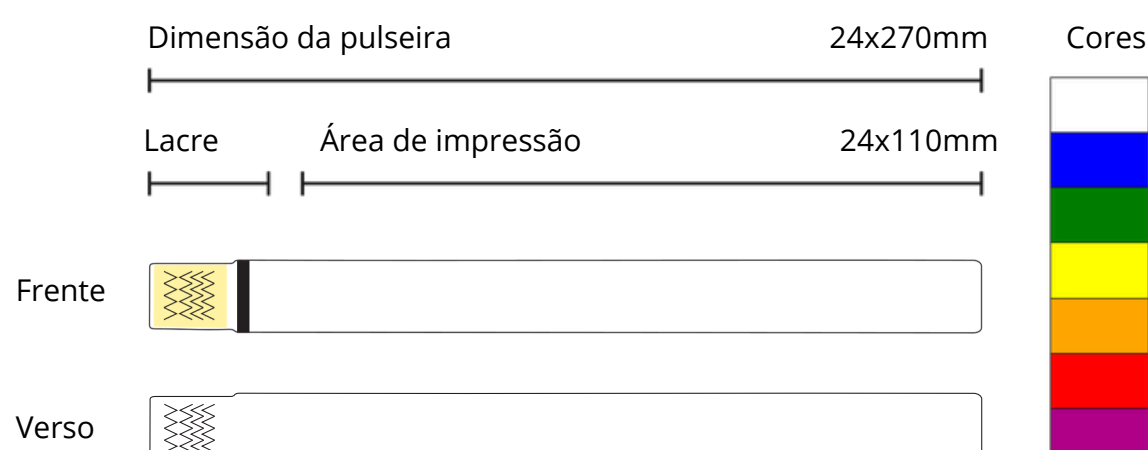 Dimensão da pulseira 24x270mm Cores
Lacre Área de impressão 24x110mm
Frente
Verso